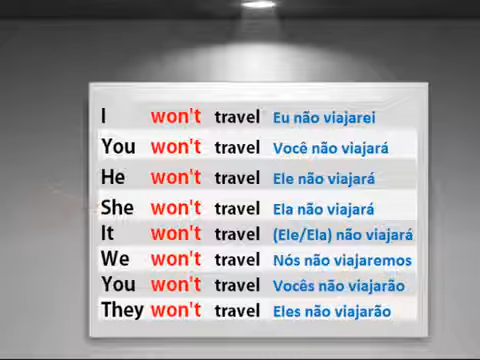 I won't travel Eu não viajarei
You won't travel Você não viajará
He won't travel Ele não viajará
She won't travel Ela não viajará
It won't travel (Ele/Ela) não viajará
We won't travel Nós não viajaremos
You won't travel Vocês não viajarão
They won't travel Eles não viajarão